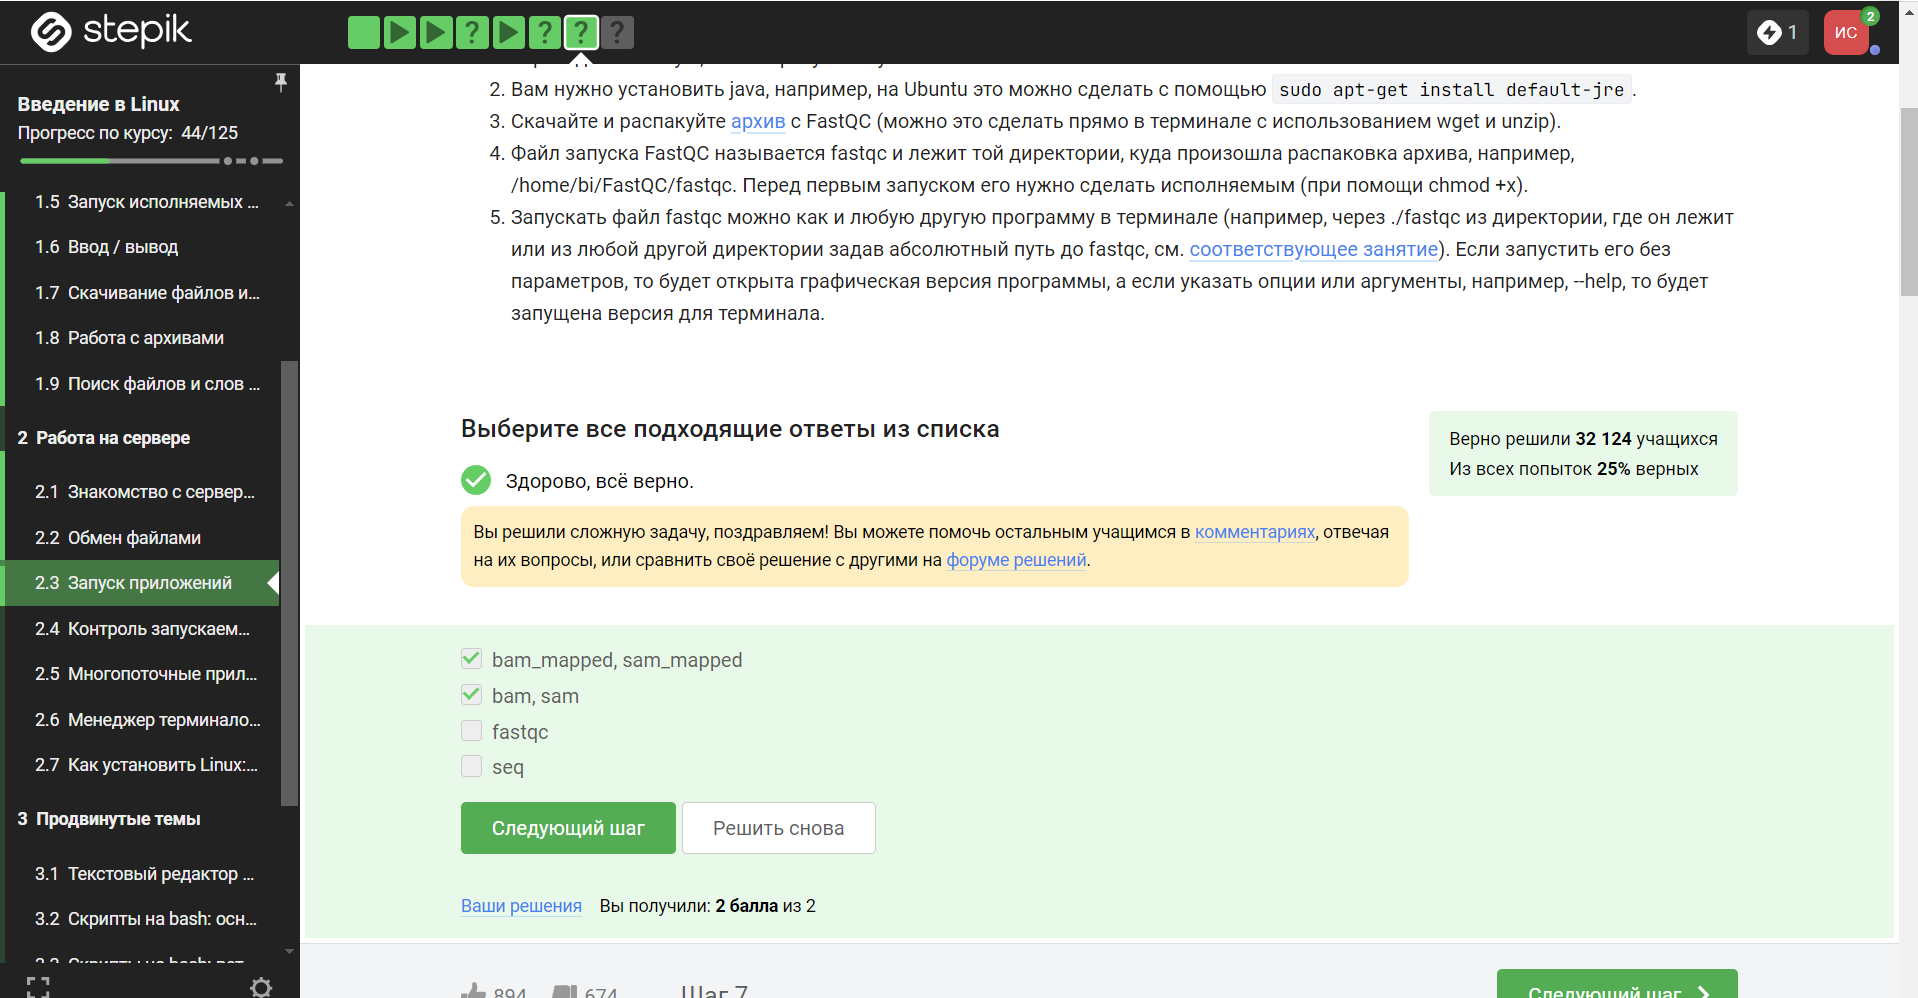 stepik
?
?
?
?
1
ИС
2
Введение в Linux
Прогресс по курсу: 44/125
1.5 Запуск исполняемых ...
1.6 Ввод / вывод
1.7 Скачивание файлов и...
1.8 Работа с архивами
1.9 Поиск файлов и слов ...
2 Работа на сервере
2.1 Знакомство с сервер...
2.2 Обмен файлами
2.3 Запуск приложений
2.4 Контроль запускаем...
2.5 Многопоточные прил...
2.6 Менеджер терминало...
2.7 Как установить Linux:...
3 Продвинутые темы
3.1 Текстовый редактор ...
3.2 Скрипты на bash: осн...
2. Вам нужно установить java, например, на Ubuntu это можно сделать с помощью sudo apt-get install default-jre .
3. Скачайте и распакуйте архив с FastQC (можно это сделать прямо в терминале с использованием wget и unzip).
4. Файл запуска FastQC называется fastqc и лежит той директории, куда произошла распаковка архива, например,
/home/bi/FastQC/fastqc. Перед первым запуском его нужно сделать исполняемым (при помощи chmod +x).
5. Запускать файл fastqc можно как и любую другую программу в терминале (например, через ./fastqc из директории, где он лежит
или из любой другой директории задав абсолютный путь до fastqc, см. соответствующее занятие). Если запустить его без
параметров, то будет открыта графическая версия программы, а если указать опции или аргументы, например, --help, то будет
запущена версия для терминала.
Выберите все подходящие ответы из списка
Верно решили 32 124 учащихся
Из всех попыток 25% верных
Здорово, всё верно.
Вы решили сложную задачу, поздравляем! Вы можете помочь остальным учащимся в комментариях, отвечая
на их вопросы, или сравнить своё решение с другими на форуме решений.
bam_mapped, sam_mapped
bam, sam
fastqc
seq
Следующий шаг
Решить снова
Ваши решения Вы получили: 2 балла из 2
894 674 Шаг 7
Следующий шаг